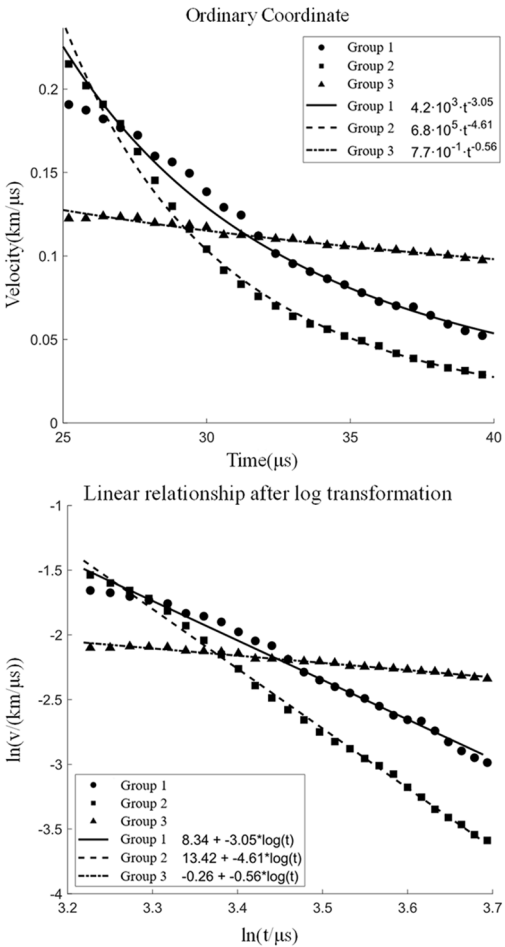 Ordinary Coordinate
Group 1
Group 2
Group 3
Group 1 4.2·10³·t⁻³·⁰⁵
Group 2 6.8·10⁵·t⁻⁴·⁶¹
Group 3 7.7·10⁻¹·t⁻⁰·⁵⁶
0.2
0.15
0.1
0.05
0
Velocity(km/μs)
25 30 35 40
Time(μs)
Linear relationship after log transformation
-1
-1.5
-2
-2.5
-3
-3.5
-4
ln(v/(km/μs))
Group 1
Group 2
Group 3
Group 1 8.34 + -3.05*log(t)
Group 2 13.42 + -4.61*log(t)
Group 3 -0.26 + -0.56*log(t)
3.2 3.3 3.4 3.5 3.6 3.7
ln(t/μs)